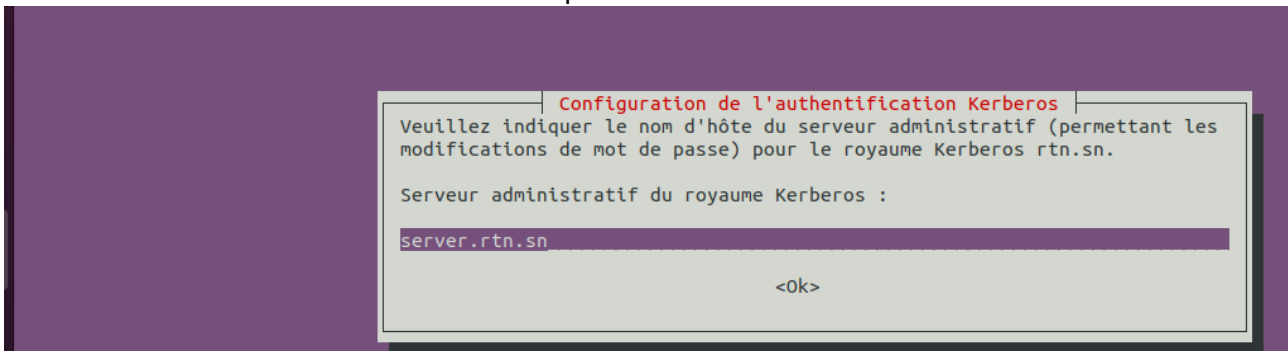 Configuration de l'authentification Kerberos
Veuillez indiquer le nom d'hôte du serveur administratif (permettant les
modifications de mot de passe) pour le royaume Kerberos rtn.sn.
Serveur administratif du royaume Kerberos :
server.rtn.sn
<Ok>